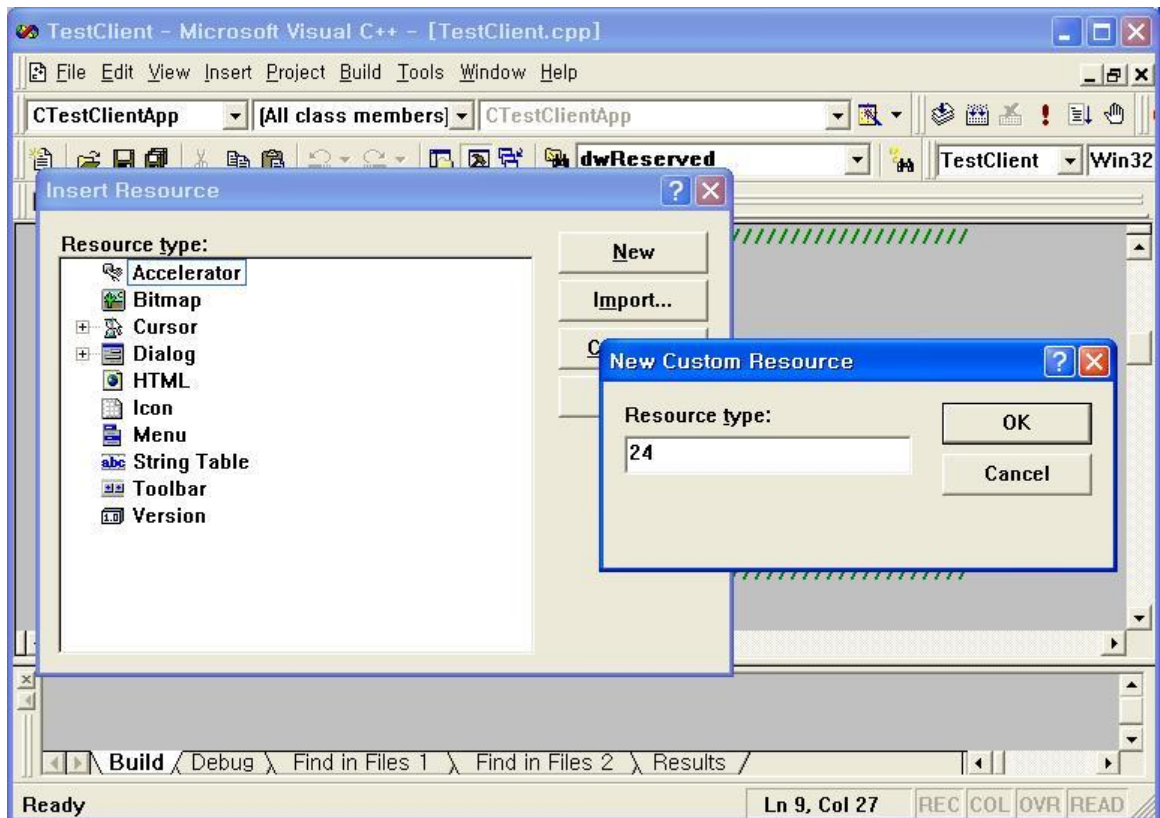 TestClient - Microsoft Visual C++ - [TestClient.cpp]
File Edit View Insert Project Build Tools Window Help
CTestClientApp [All class members] CTestClientApp
dwReserved TestClient Win32
Insert Resource
Resource type:
Accelerator
Bitmap
Cursor
Dialog
HTML
Icon
Menu
String Table
Toolbar
Version
New
Import...
C
New Custom Resource
Resource type:
24
OK
Cancel
///////////////////
///////////////////
Build Debug Find in Files 1 Find in Files 2 Results
Ready Ln 9, Col 27 REC COL OVR READ